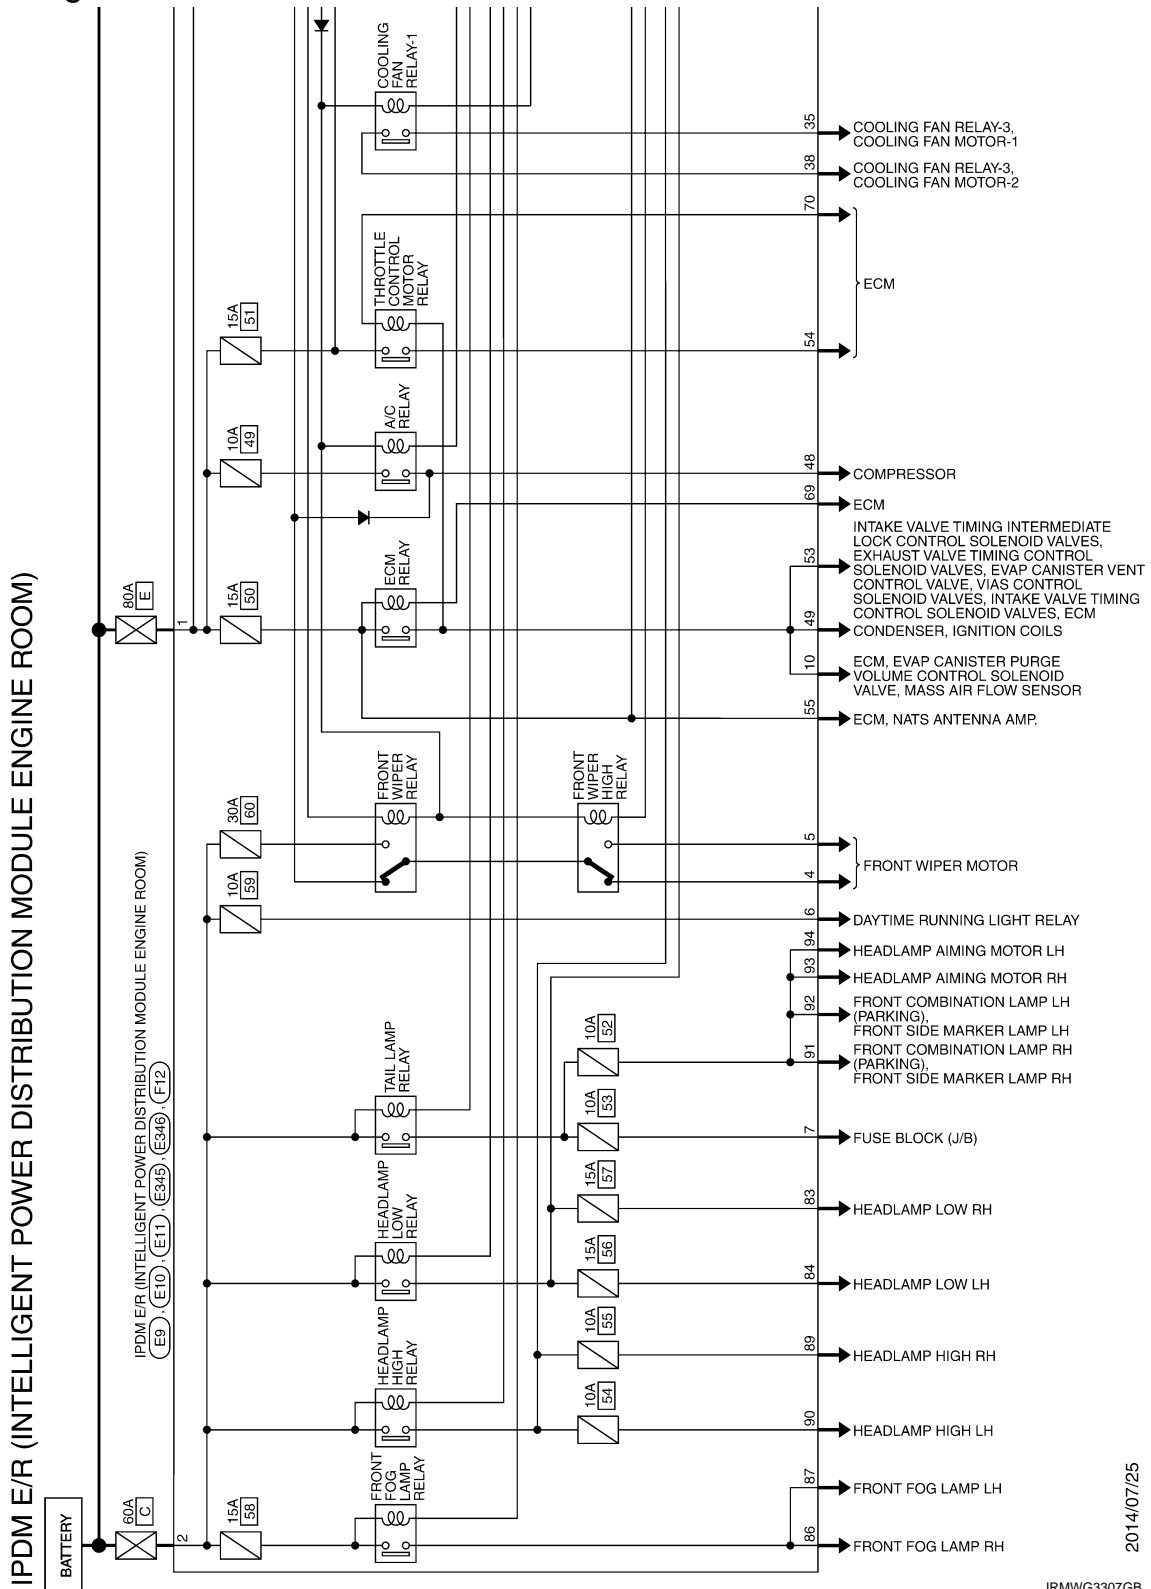 IPDM E/R (INTELLIGENT POWER DISTRIBUTION MODULE ENGINE ROOM)
COOLING
FAN
RELAY-1
35
COOLING FAN RELAY-3,
COOLING FAN MOTOR-1
38
COOLING FAN RELAY-3,
COOLING FAN MOTOR-2
70
THROTTLE
CONTROL
MOTOR
RELAY
ECM
15A
51
54
A/C
RELAY
10A
49
48
COMPRESSOR
69
ECM
ECM
RELAY
80A
E
1
15A
50
53
INTAKE VALVE TIMING INTERMEDIATE
LOCK CONTROL SOLENOID VALVES,
EXHAUST VALVE TIMING CONTROL
SOLENOID VALVES, EVAP CANISTER VENT
CONTROL VALVE, VIAS CONTROL
SOLENOID VALVES, INTAKE VALVE TIMING
CONTROL SOLENOID VALVES, ECM
49
CONDENSER, IGNITION COILS
10
ECM, EVAP CANISTER PURGE
VOLUME CONTROL SOLENOID
VALVE, MASS AIR FLOW SENSOR
55
ECM, NATS ANTENNA AMP.
FRONT
WIPER
RELAY
FRONT
WIPER
HIGH
RELAY
30A
60
5
4
FRONT WIPER MOTOR
10A
59
6
DAYTIME RUNNING LIGHT RELAY
IPDM E/R (INTELLIGENT POWER DISTRIBUTION MODULE ENGINE ROOM)
E9 , E10 , E11 , E345 , E346 , F12
94
HEADLAMP AIMING MOTOR LH
93
HEADLAMP AIMING MOTOR RH
92
FRONT COMBINATION LAMP LH
(PARKING),
FRONT SIDE MARKER LAMP LH
10A
52
91
FRONT COMBINATION LAMP RH
(PARKING),
FRONT SIDE MARKER LAMP RH
TAIL LAMP
RELAY
10A
53
7
FUSE BLOCK (J/B)
15A
57
83
HEADLAMP LOW RH
HEADLAMP
LOW
RELAY
15A
56
84
HEADLAMP LOW LH
10A
55
89
HEADLAMP HIGH RH
HEADLAMP
HIGH
RELAY
10A
54
90
HEADLAMP HIGH LH
87
FRONT FOG LAMP LH
FRONT
FOG
LAMP
RELAY
BATTERY
60A
C
2
15A
58
86
FRONT FOG LAMP RH
2014/07/25
JRMWG3307GB